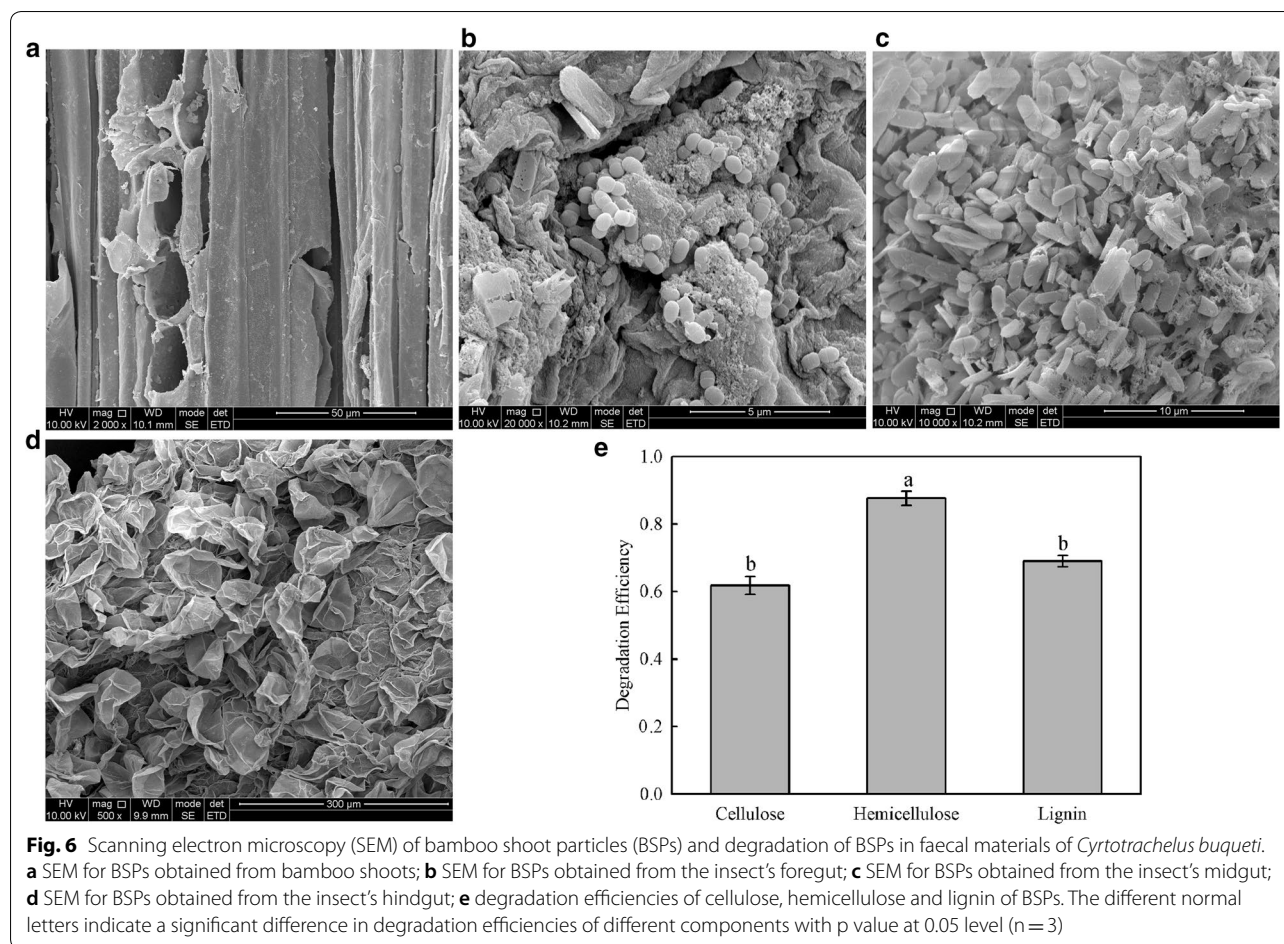 a
HV mag □ WD mode det
10.00 kV 2 000 x 10.1 mm SE ETD
50 µm
b
HV mag □ WD mode det
10.00 kV 20 000 x 10.2 mm SE ETD
5 µm
c
HV mag □ WD mode det
10.00 kV 10 000 x 10.2 mm SE ETD
10 µm
d
HV mag □ WD mode det
10.00 kV 500 x 9.9 mm SE ETD
300 µm
e
Degradation Efficiency
1.0
0.8
0.6
0.4
0.2
0.0
b
a
b
Cellulose Hemicellulose Lignin
Fig. 6 Scanning electron microscopy (SEM) of bamboo shoot particles (BSPs) and degradation of BSPs in faecal materials of Cyrtotrachelus buqueti.
a SEM for BSPs obtained from bamboo shoots; b SEM for BSPs obtained from the insect's foregut; c SEM for BSPs obtained from the insect's midgut;
d SEM for BSPs obtained from the insect's hindgut; e degradation efficiencies of cellulose, hemicellulose and lignin of BSPs. The different normal
letters indicate a significant difference in degradation efficiencies of different components with p value at 0.05 level (n = 3)